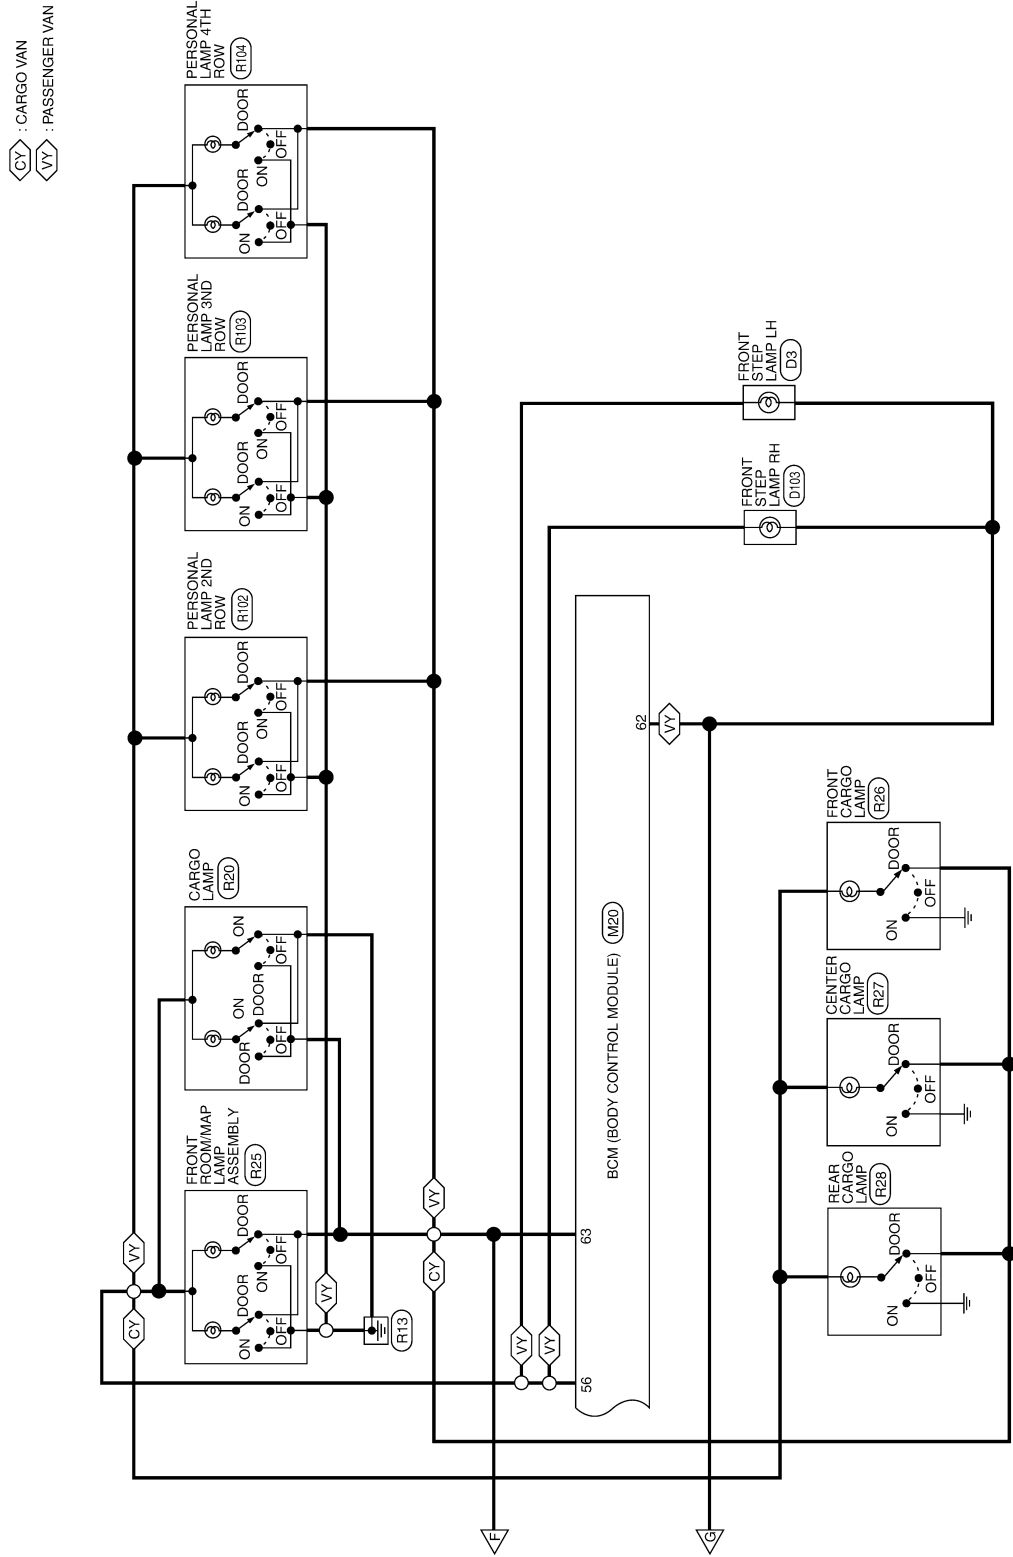 CY : CARGO VAN
VY : PASSENGER VAN
FRONT
ROOM/MAP
LAMP
ASSEMBLY
R25
ON
DOOR
OFF
ON
DOOR
OFF
CARGO
LAMP
R20
DOOR
ON
OFF
DOOR
ON
OFF
PERSONAL
LAMP 2ND
ROW
R102
ON
DOOR
OFF
ON
DOOR
OFF
PERSONAL
LAMP 3ND
ROW
R103
ON
DOOR
OFF
ON
DOOR
OFF
PERSONAL
LAMP 4TH
ROW
R104
ON
DOOR
OFF
ON
DOOR
OFF
CY
VY
VY
R13
CY
VY
VY
VY
56
63
62
BCM (BODY CONTROL MODULE)
M20
VY
FRONT
STEP
LAMP RH
D103
FRONT
STEP
LAMP LH
D3
F
G
REAR
CARGO
LAMP
R28
ON
DOOR
OFF
CENTER
CARGO
LAMP
R27
ON
DOOR
OFF
FRONT
CARGO
LAMP
R26
ON
DOOR
OFF